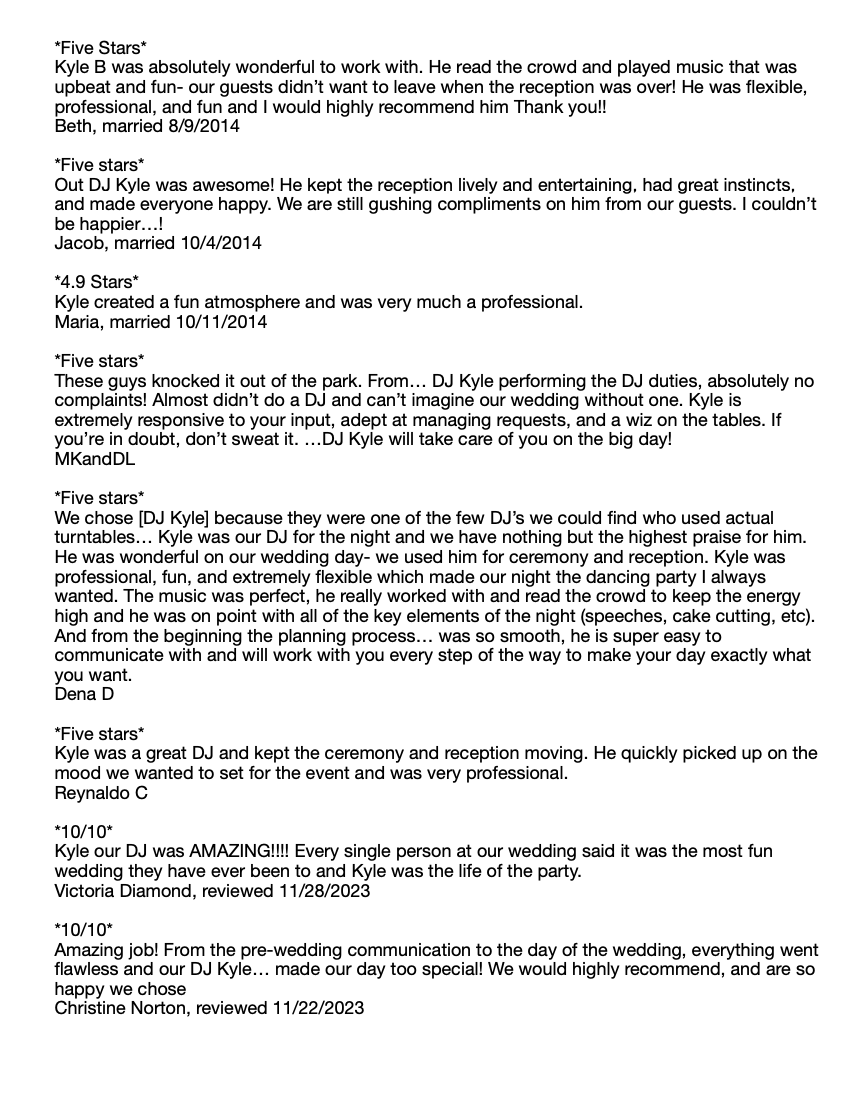 *Five Stars*
Kyle B was absolutely wonderful to work with. He read the crowd and played music that was
upbeat and fun- our guests didn’t want to leave when the reception was over! He was flexible,
professional, and fun and I would highly recommend him Thank you!!
Beth, married 8/9/2014
*Five stars*
Out DJ Kyle was awesome! He kept the reception lively and entertaining, had great instincts,
and made everyone happy. We are still gushing compliments on him from our guests. I couldn’t
be happier…!
Jacob, married 10/4/2014
*4.9 Stars*
Kyle created a fun atmosphere and was very much a professional.
Maria, married 10/11/2014
*Five stars*
These guys knocked it out of the park. From… DJ Kyle performing the DJ duties, absolutely no
complaints! Almost didn’t do a DJ and can’t imagine our wedding without one. Kyle is
extremely responsive to your input, adept at managing requests, and a wiz on the tables. If
you’re in doubt, don’t sweat it. …DJ Kyle will take care of you on the big day!
MKandDL
*Five stars*
We chose [DJ Kyle] because they were one of the few DJ’s we could find who used actual
turntables… Kyle was our DJ for the night and we have nothing but the highest praise for him.
He was wonderful on our wedding day- we used him for ceremony and reception. Kyle was
professional, fun, and extremely flexible which made our night the dancing party I always
wanted. The music was perfect, he really worked with and read the crowd to keep the energy
high and he was on point with all of the key elements of the night (speeches, cake cutting, etc).
And from the beginning the planning process… was so smooth, he is super easy to
communicate with and will work with you every step of the way to make your day exactly what
you want.
Dena D
*Five stars*
Kyle was a great DJ and kept the ceremony and reception moving. He quickly picked up on the
mood we wanted to set for the event and was very professional.
Reynaldo C
*10/10*
Kyle our DJ was AMAZING!!!! Every single person at our wedding said it was the most fun
wedding they have ever been to and Kyle was the life of the party.
Victoria Diamond, reviewed 11/28/2023
*10/10*
Amazing job! From the pre-wedding communication to the day of the wedding, everything went
flawless and our DJ Kyle… made our day too special! We would highly recommend, and are so
happy we chose
Christine Norton, reviewed 11/22/2023